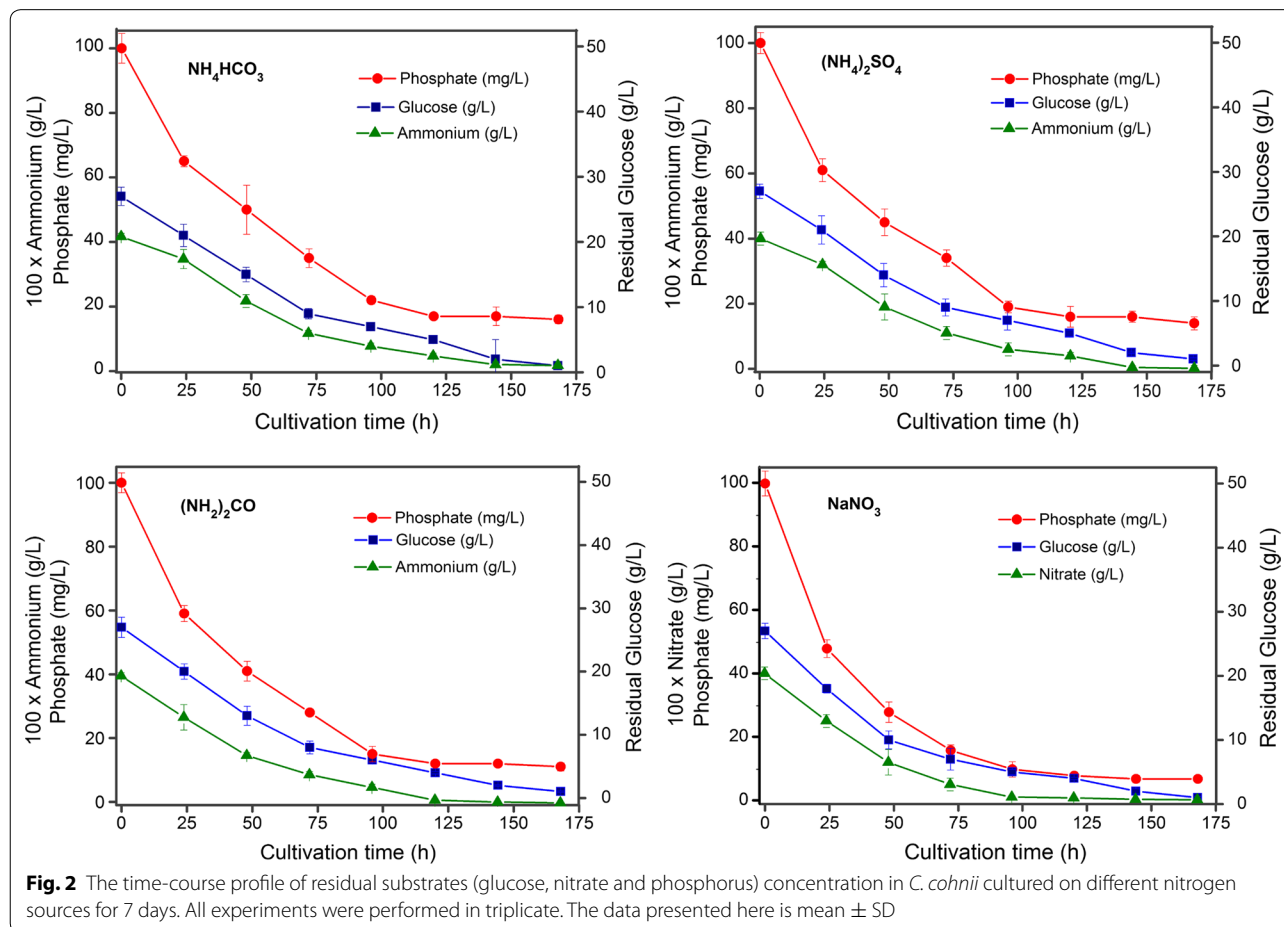 NH4HCO3
Phosphate (mg/L)
Glucose (g/L)
Ammonium (g/L)
100 x Ammonium (g/L)
Phosphate (mg/L)
0
20
40
60
80
100
Residual Glucose (g/L)
0
10
20
30
40
50
0 25 50 75 100 125 150 175
Cultivation time (h)
(NH4)2SO4
Phosphate (mg/L)
Glucose (g/L)
Ammonium (g/L)
100 x Ammonium (g/L)
Phosphate (mg/L)
0
20
40
60
80
100
Residual Glucose (g/L)
0
10
20
30
40
50
0 25 50 75 100 125 150 175
Cultivation time (h)
(NH2)2CO
Phosphate (mg/L)
Glucose (g/L)
Ammonium (g/L)
100 x Ammonium (g/L)
Phosphate (mg/L)
0
20
40
60
80
100
Residual Glucose (g/L)
0
10
20
30
40
50
0 25 50 75 100 125 150 175
Cultivation time (h)
NaNO3
Phosphate (mg/L)
Glucose (g/L)
Nitrate (g/L)
100 x Nitrate (g/L)
Phosphate (mg/L)
0
20
40
60
80
100
Residual Glucose (g/L)
0
10
20
30
40
50
0 25 50 75 100 125 150 175
Cultivation time (h)
Fig. 2 The time-course profile of residual substrates (glucose, nitrate and phosphorus) concentration in C. cohnii cultured on different nitrogen
sources for 7 days. All experiments were performed in triplicate. The data presented here is mean ± SD